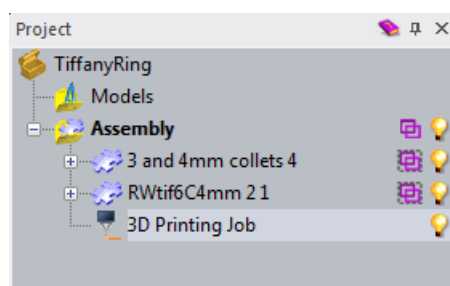 Project
TiffanyRing
Models
Assembly
3 and 4mm collets 4
RWtif6C4mm 2 1
3D Printing Job